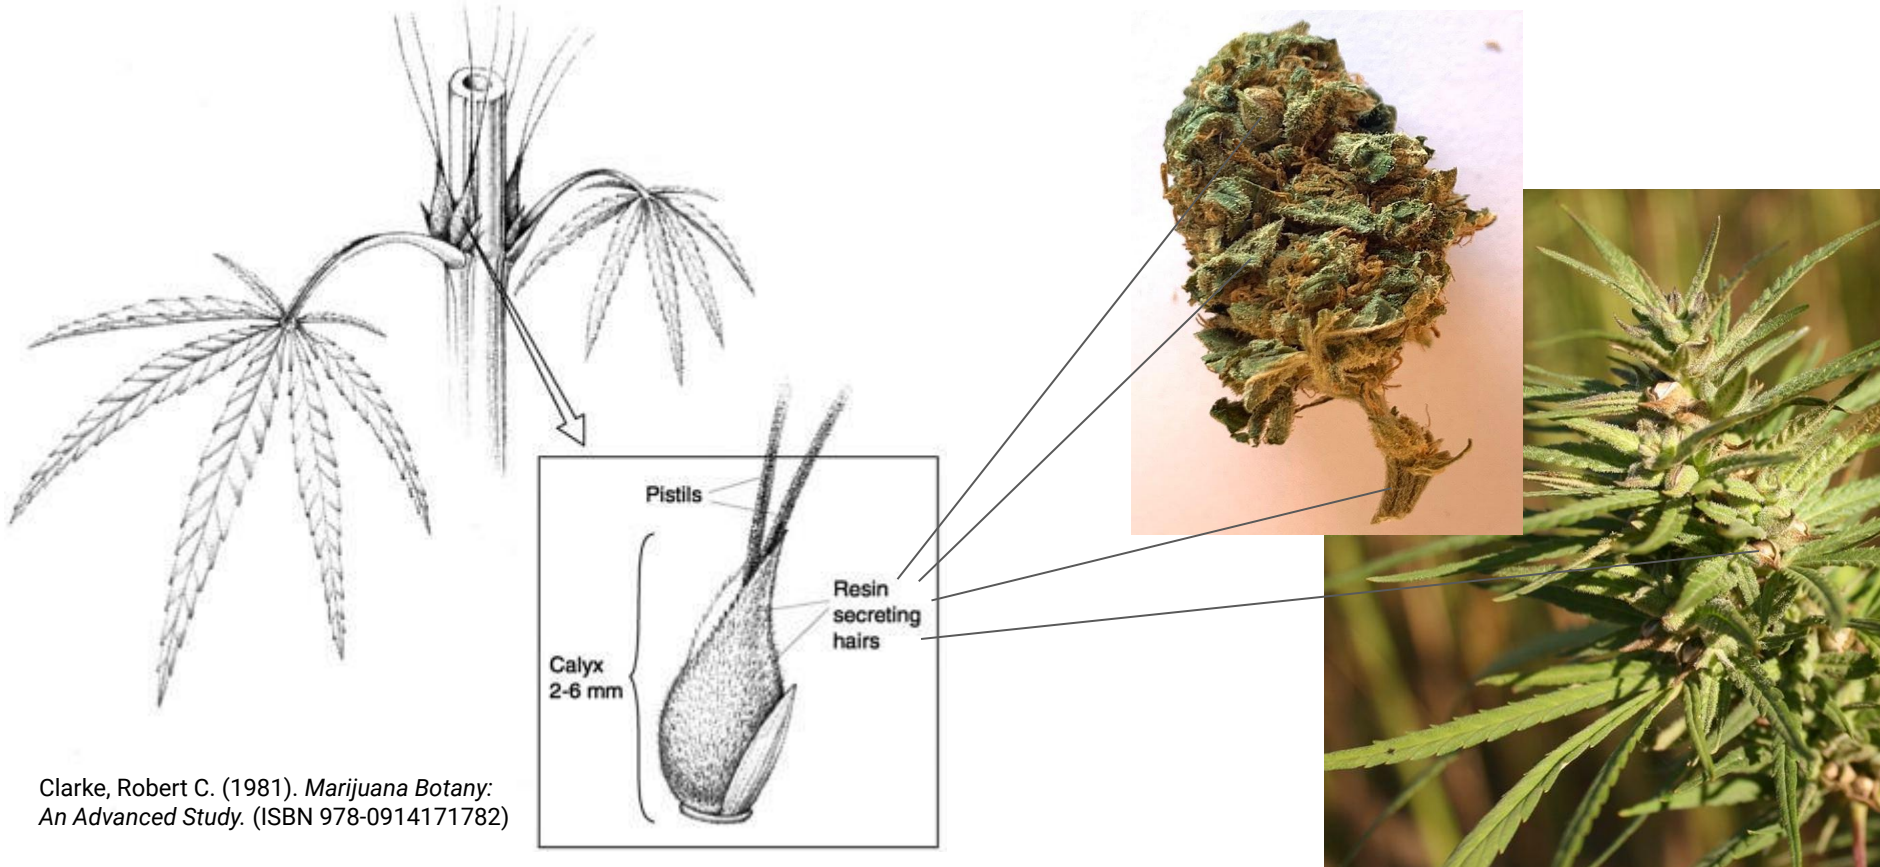 Pistils
Resin
secreting
hairs
Calyx
2-6 mm
Clarke, Robert C. (1981). Marijuana Botany:
An Advanced Study. (ISBN 978-0914171782)